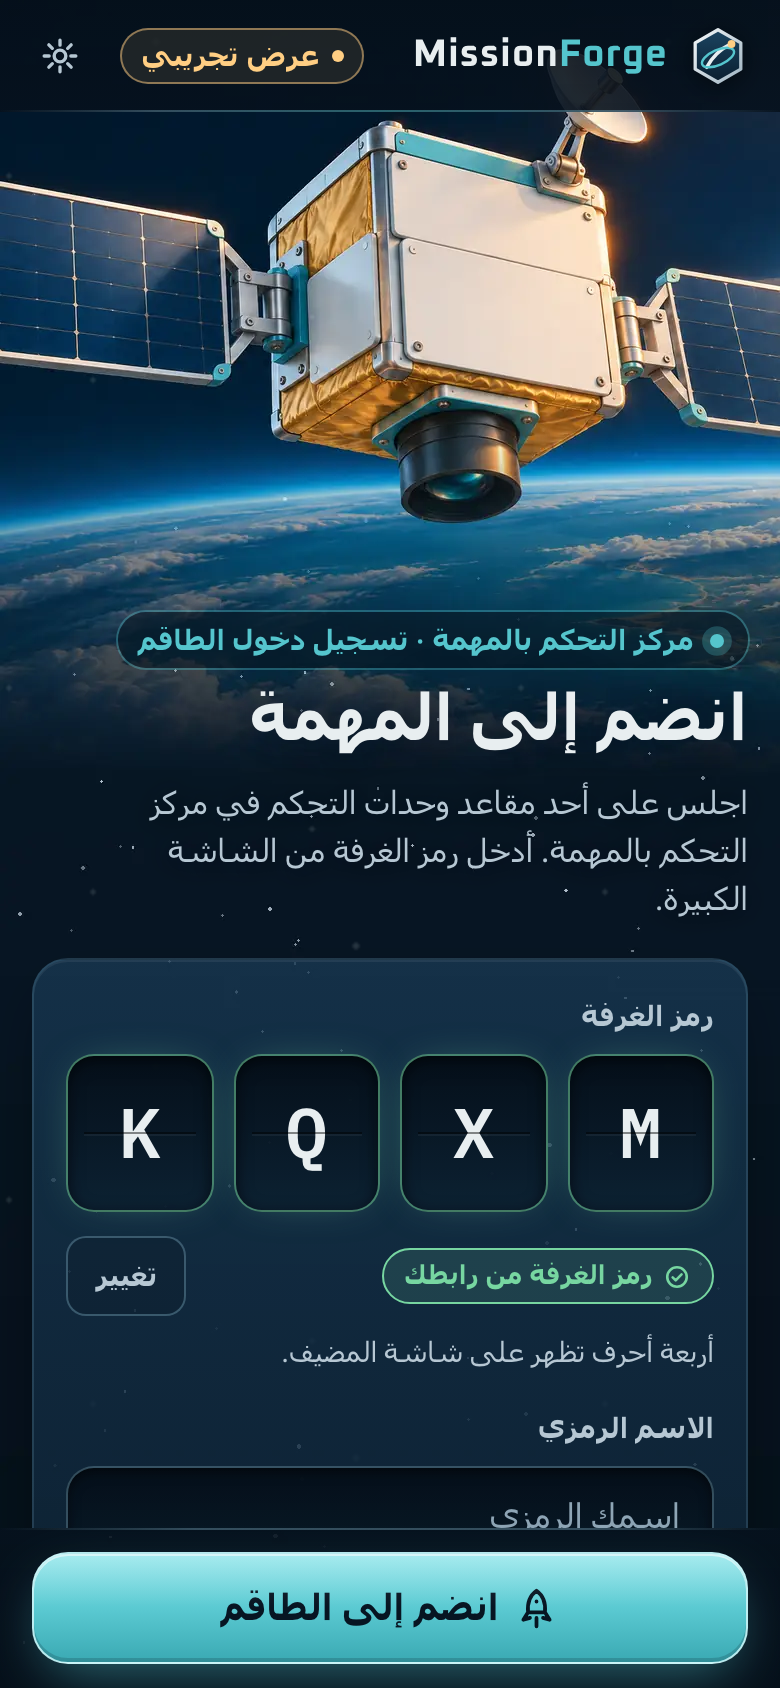 MissionForge
عرض تجريبي
مركز التحكم بالمهمة · تسجيل دخول الطاقم
انضم إلى المهمة
اجلس على أحد مقاعد وحدات التحكم في مركز
التحكم بالمهمة. أدخل رمز الغرفة من الشاشة
الكبيرة.
رمز الغرفة
K Q X M
رمز الغرفة من رابطك
تغيير
أربعة أحرف تظهر على شاشة المضيف.
الاسم الرمزي
اسمك الرمزي
انضم إلى الطاقم